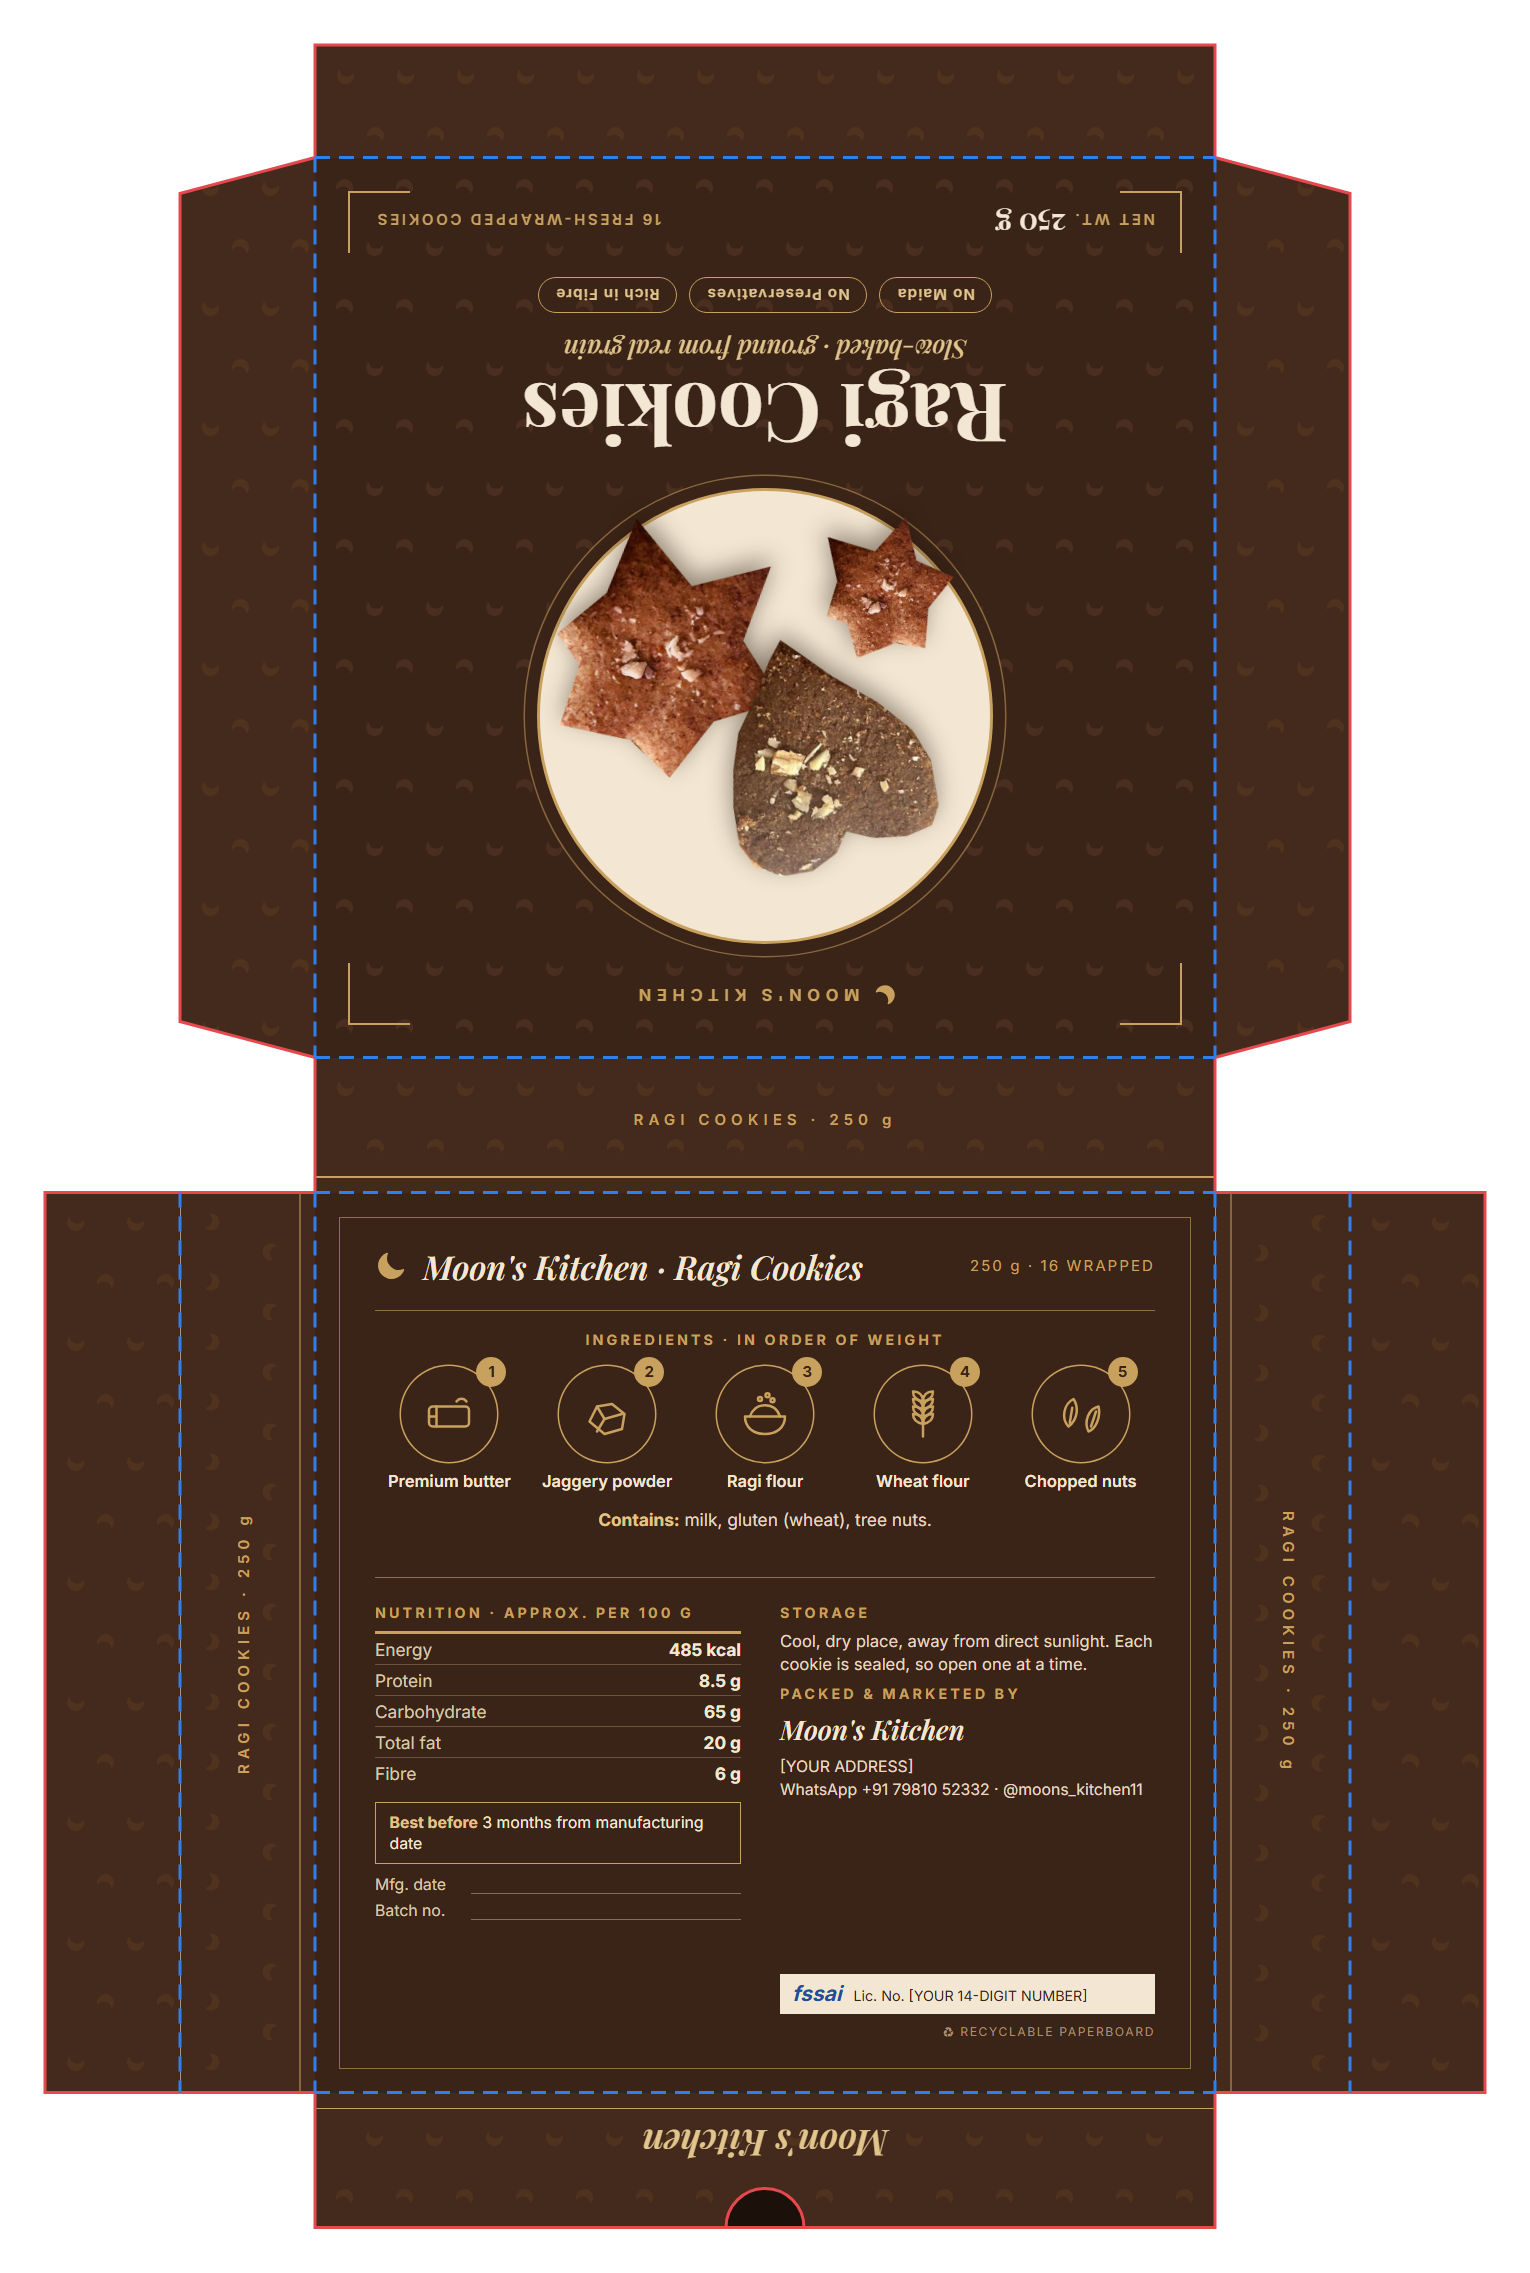 16 FRESH-WRAPPED COOKIES
NET WT. 250 g
No Maida
No Preservatives
Rich in Fibre
Slow-baked · ground from real grain
Ragi Cookies
MOON'S KITCHEN
RAGI COOKIES · 250 g
Moon's Kitchen · Ragi Cookies
250 g · 16 WRAPPED
INGREDIENTS · IN ORDER OF WEIGHT
1 2 3 4 5
Premium butter Jaggery powder Ragi flour Wheat flour Chopped nuts
Contains: milk, gluten (wheat), tree nuts.
RAGI COOKIES · 250 g
RAGI COOKIES · 250 g
NUTRITION · APPROX. PER 100 G
Energy 485 kcal
Protein 8.5 g
Carbohydrate 65 g
Total fat 20 g
Fibre 6 g
Best before 3 months from manufacturing
date
Mfg. date
Batch no.
STORAGE
Cool, dry place, away from direct sunlight. Each
cookie is sealed, so open one at a time.
PACKED & MARKETED BY
Moon's Kitchen
[YOUR ADDRESS]
WhatsApp +91 79810 52332 · @moons_kitchen11
fssai Lic. No. [YOUR 14-DIGIT NUMBER]
♻ RECYCLABLE PAPERBOARD
Moon's Kitchen